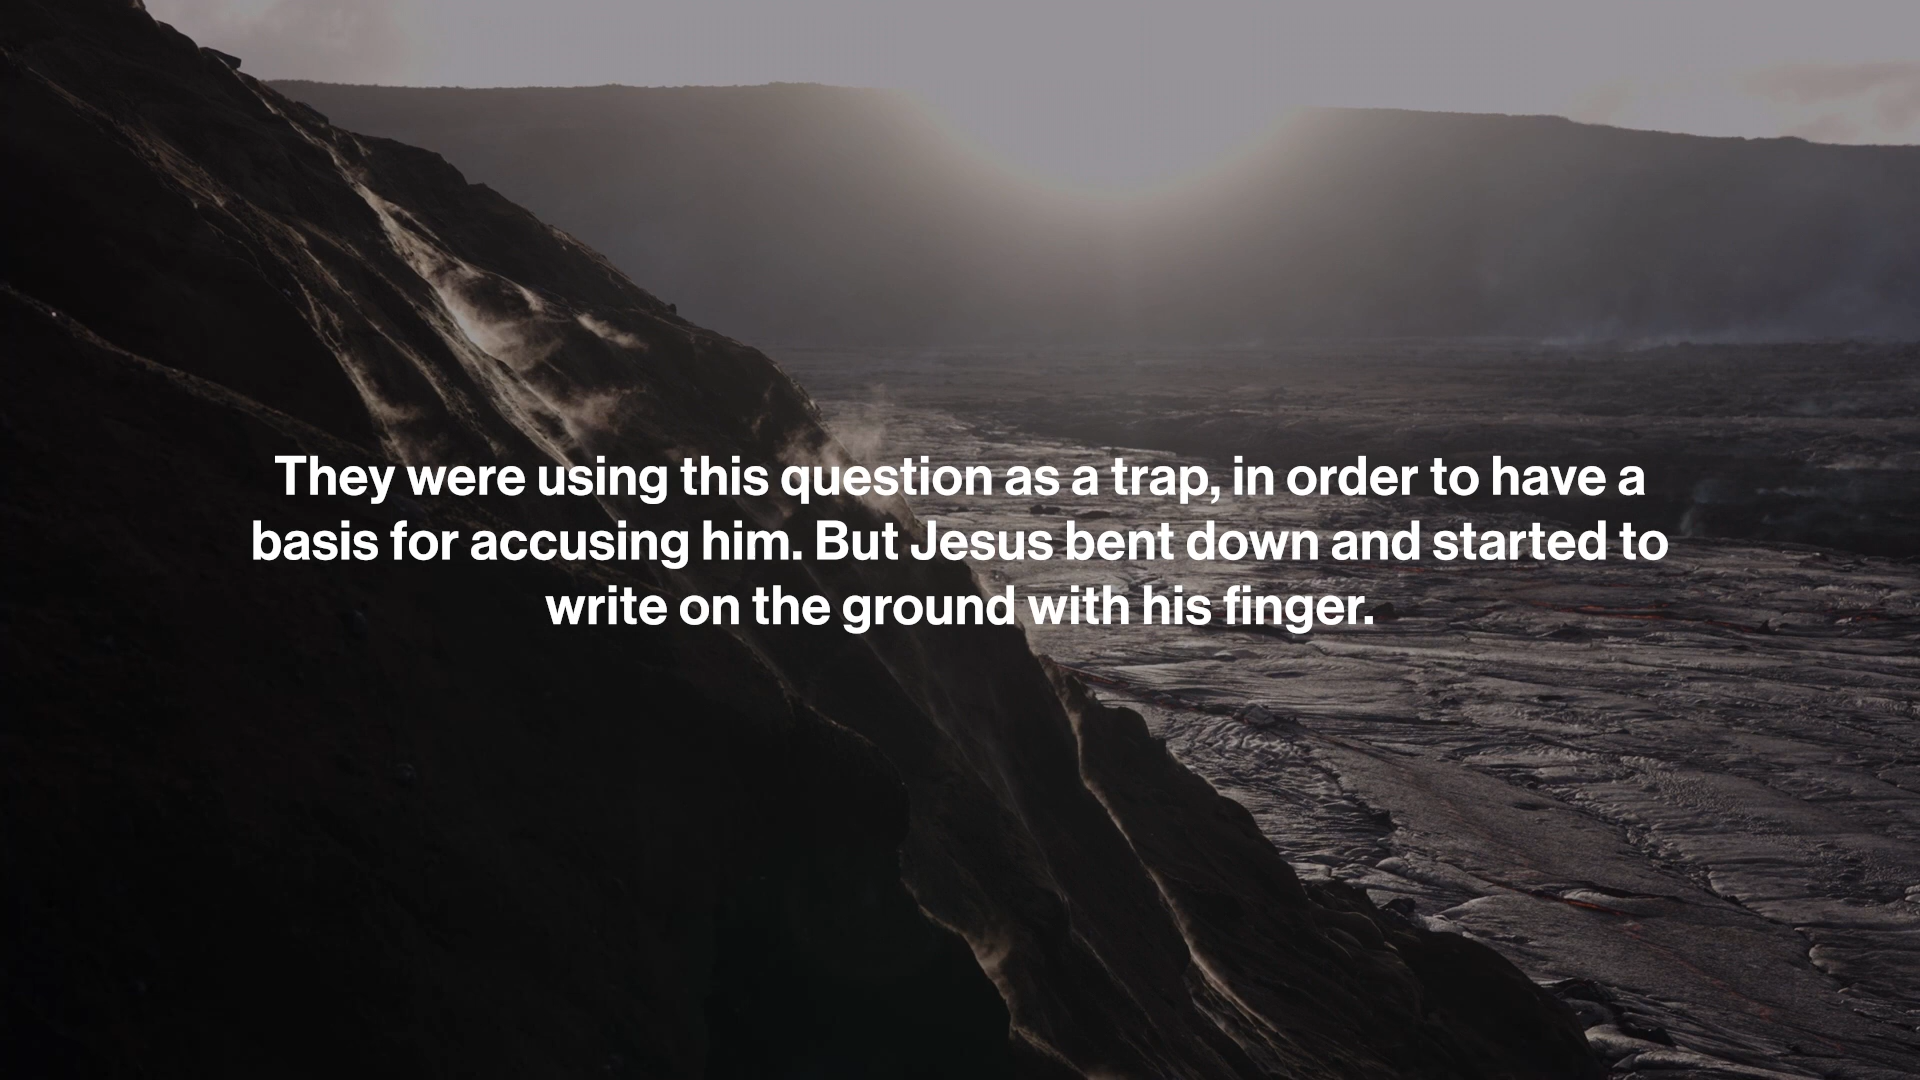 They were using this question as a trap, in order to have a
basis for accusing him. But Jesus bent down and started to
write on the ground with his finger.